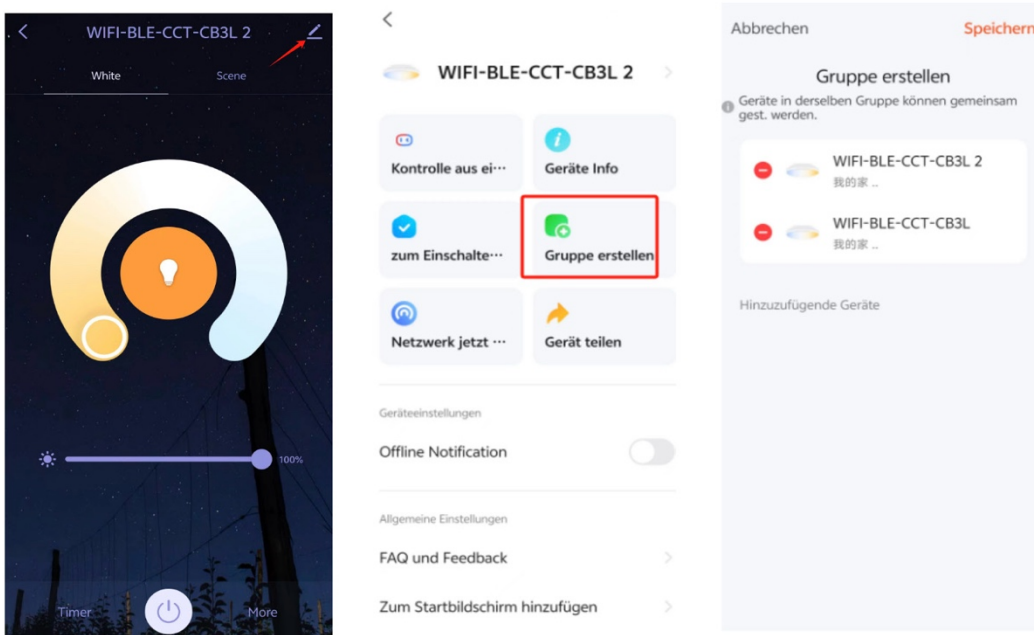 WIFI-BLE-CCT-CB3L 2
White
Scene
100%
Timer
More
WIFI-BLE-CCT-CB3L 2
Kontrolle aus ei···
Geräte Info
zum Einschalte···
Gruppe erstellen
Netzwerk jetzt ···
Gerät teilen
Geräteeinstellungen
Offline Notification
Allgemeine Einstellungen
FAQ und Feedback
Zum Startbildschirm hinzufügen
Abbrechen
Speichern
Gruppe erstellen
Geräte in derselben Gruppe können gemeinsam
gest. werden.
WIFI-BLE-CCT-CB3L 2
我的家 ..
WIFI-BLE-CCT-CB3L
我的家 ..
Hinzuzufügende Geräte